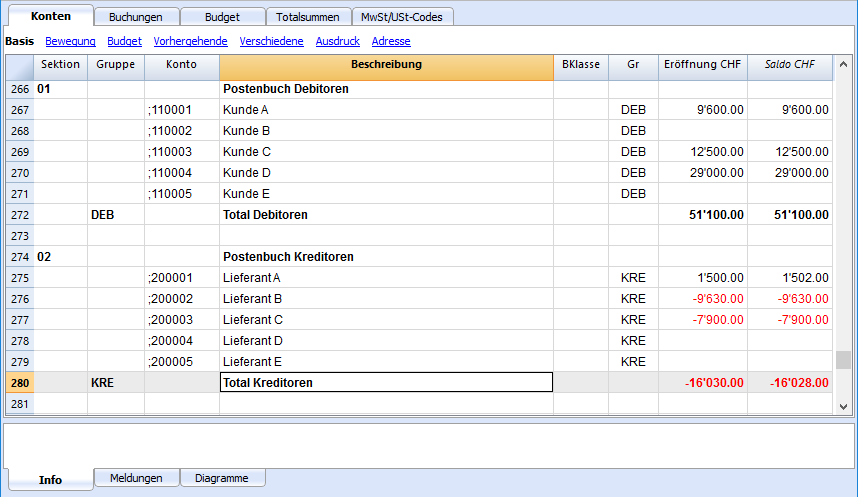 Konten Buchungen Budget Totalsummen MwSt/USt-Codes
Basis Bewegung Budget Vorhergehende Verschiedene Ausdruck Adresse
Sektion Gruppe Konto Beschreibung BKlasse Gr Eröffnung CHF Saldo CHF
266 01 Postenbuch Debitoren
267 ;110001 Kunde A DEB 9'600.00 9'600.00
268 ;110002 Kunde B DEB
269 ;110003 Kunde C DEB 12'500.00 12'500.00
270 ;110004 Kunde D DEB 29'000.00 29'000.00
271 ;110005 Kunde E DEB
272 DEB Total Debitoren 51'100.00 51'100.00
273
274 02 Postenbuch Kreditoren
275 ;200001 Lieferant A KRE 1'500.00 1'502.00
276 ;200002 Lieferant B KRE -9'630.00 -9'630.00
277 ;200003 Lieferant C KRE -7'900.00 -7'900.00
278 ;200004 Lieferant D KRE
279 ;200005 Lieferant E KRE
280 KRE Total Kreditoren -16'030.00 -16'028.00
281
Info Meldungen Diagramme